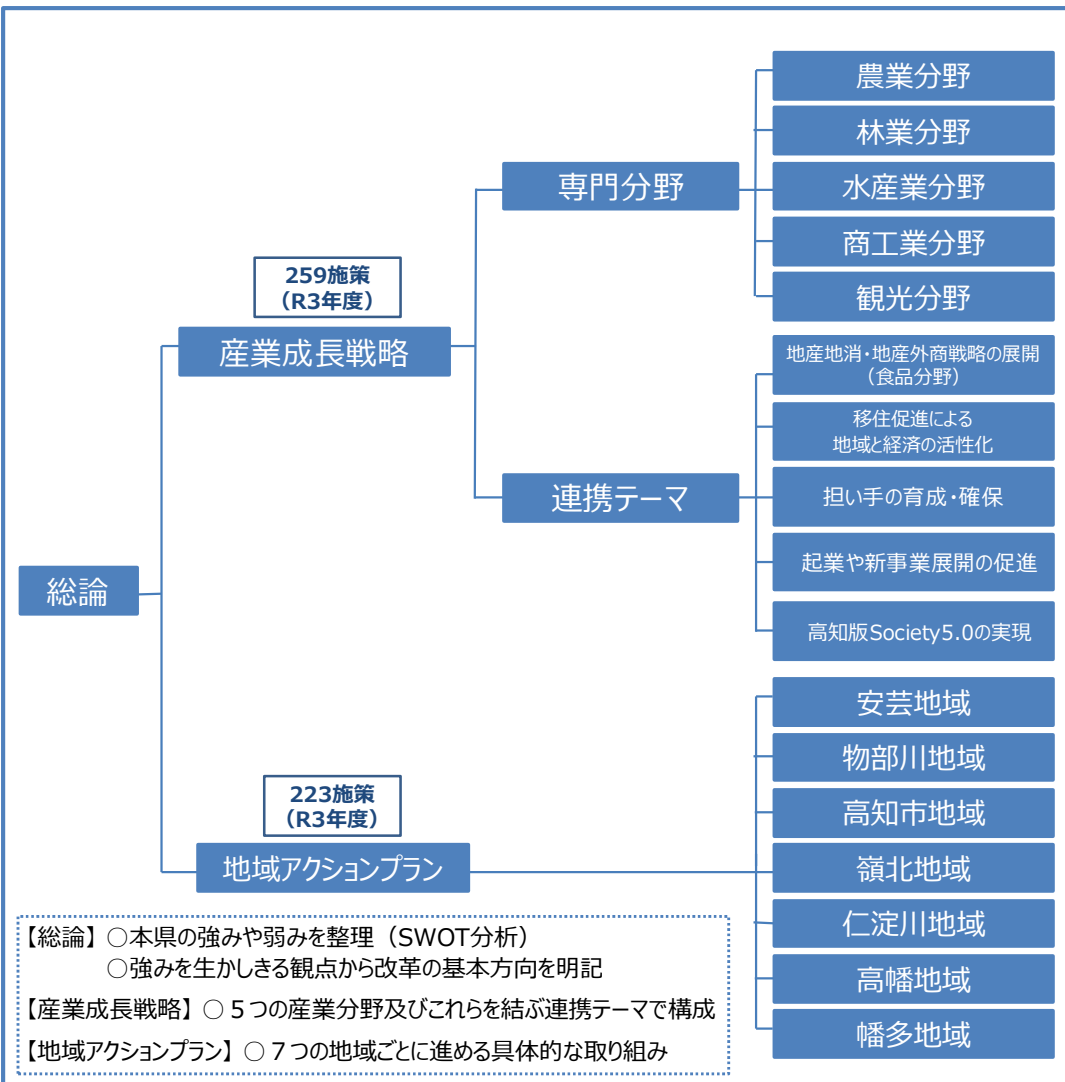 農業分野
林業分野
水産業分野
商工業分野
観光分野
専門分野
259施策
（R3年度）
産業成長戦略
地産地消・地産外商戦略の展開
（食品分野）
移住促進による
地域と経済の活性化
担い手の育成・確保
起業や新事業展開の促進
高知版Society5.0の実現
連携テーマ
総論
安芸地域
物部川地域
高知市地域
嶺北地域
仁淀川地域
高幡地域
幡多地域
223施策
（R3年度）
地域アクションプラン
【総論】○本県の強みや弱みを整理（SWOT分析）
○強みを生かしきる観点から改革の基本方向を明記
【産業成長戦略】○５つの産業分野及びこれらを結ぶ連携テーマで構成
【地域アクションプラン】○７つの地域ごとに進める具体的な取り組み